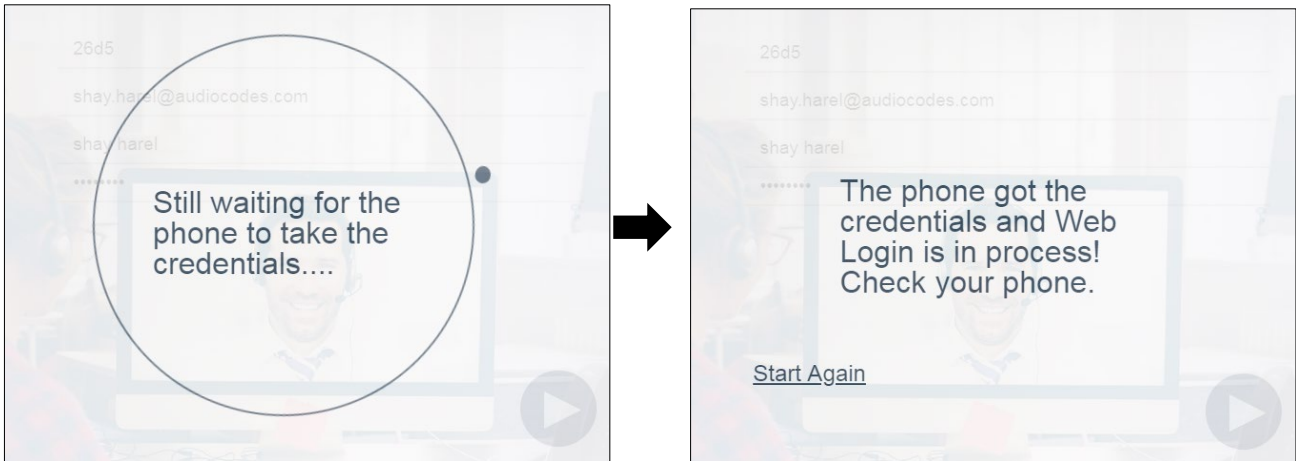 26d5
shay.harel@audiocodes.com
shay harel
••••••••
Still waiting for the
phone to take the
credentials....
26d5
shay.harel@audiocodes.com
shay harel
••••••••
The phone got the
credentials and Web
Login is in process!
Check your phone.
Start Again